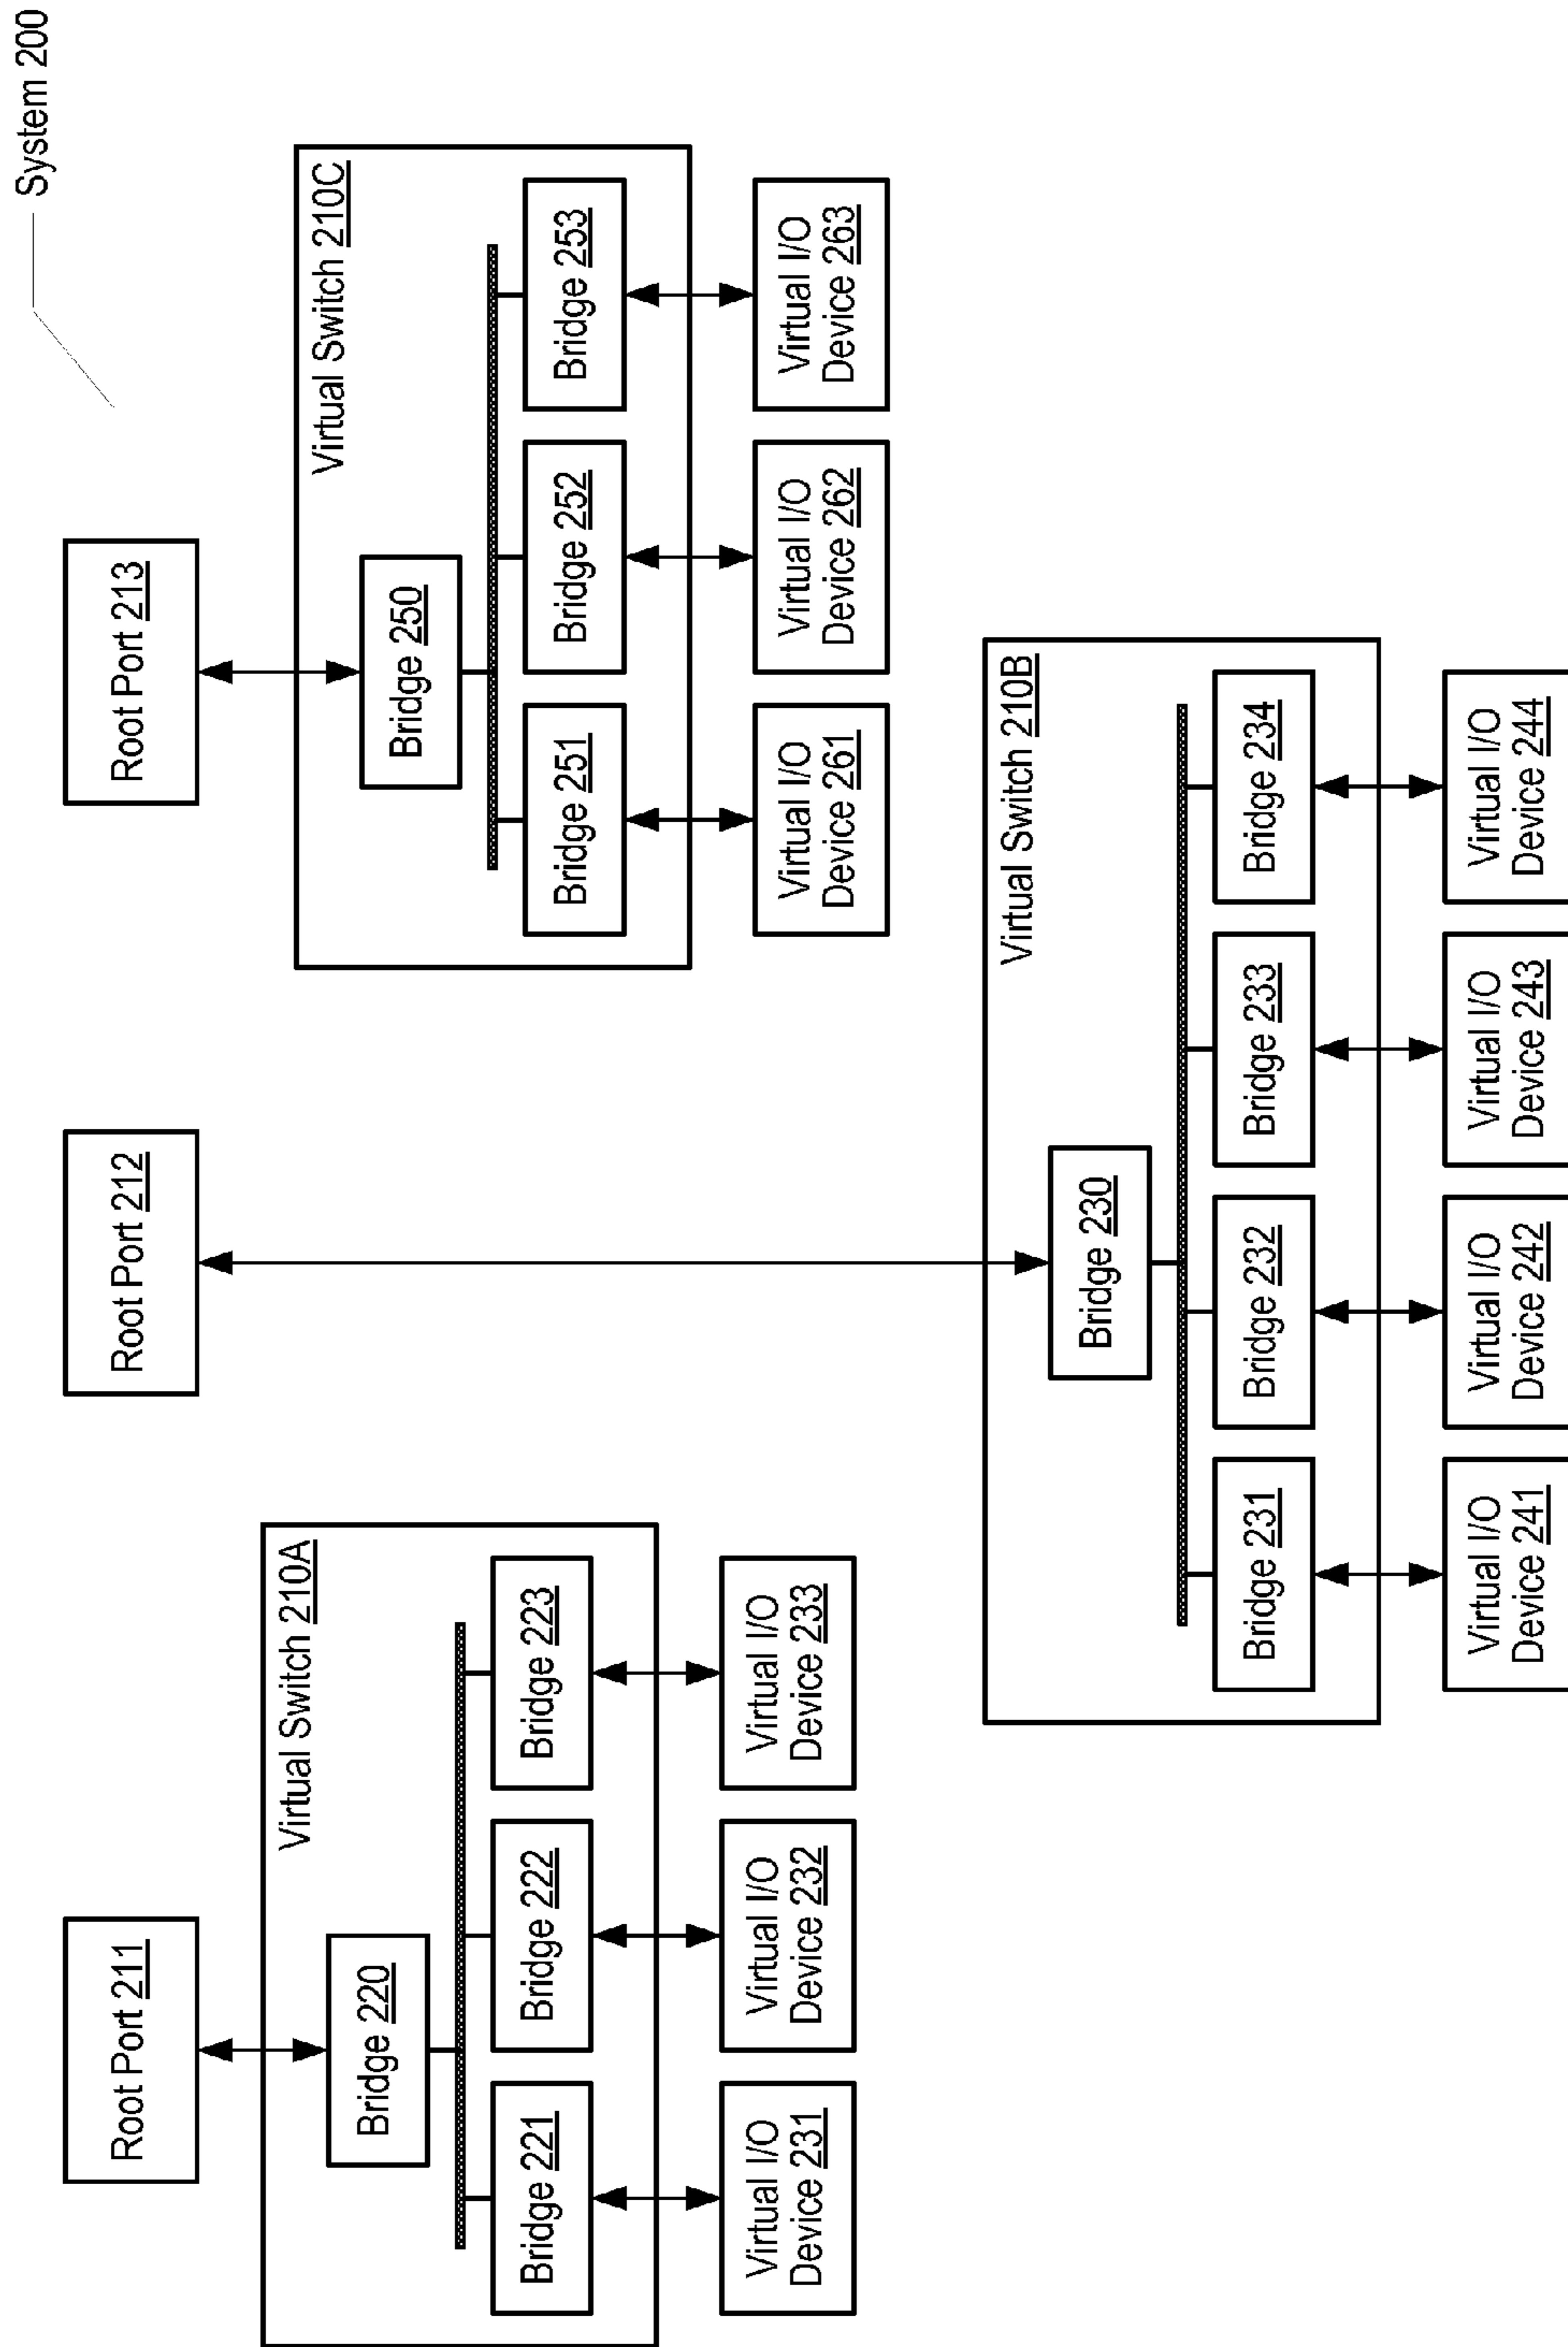 System 200
Root Port 211
Root Port 212
Root Port 213
Virtual Switch 210A
Bridge 220
Bridge 221
Bridge 222
Bridge 223
Virtual I/O
Device 231
Virtual I/O
Device 232
Virtual I/O
Device 233
Virtual Switch 210C
Bridge 250
Bridge 251
Bridge 252
Bridge 253
Virtual I/O
Device 261
Virtual I/O
Device 262
Virtual I/O
Device 263
Virtual Switch 210B
Bridge 230
Bridge 231
Bridge 232
Bridge 233
Bridge 234
Virtual I/O
Device 241
Virtual I/O
Device 242
Virtual I/O
Device 243
Virtual I/O
Device 244